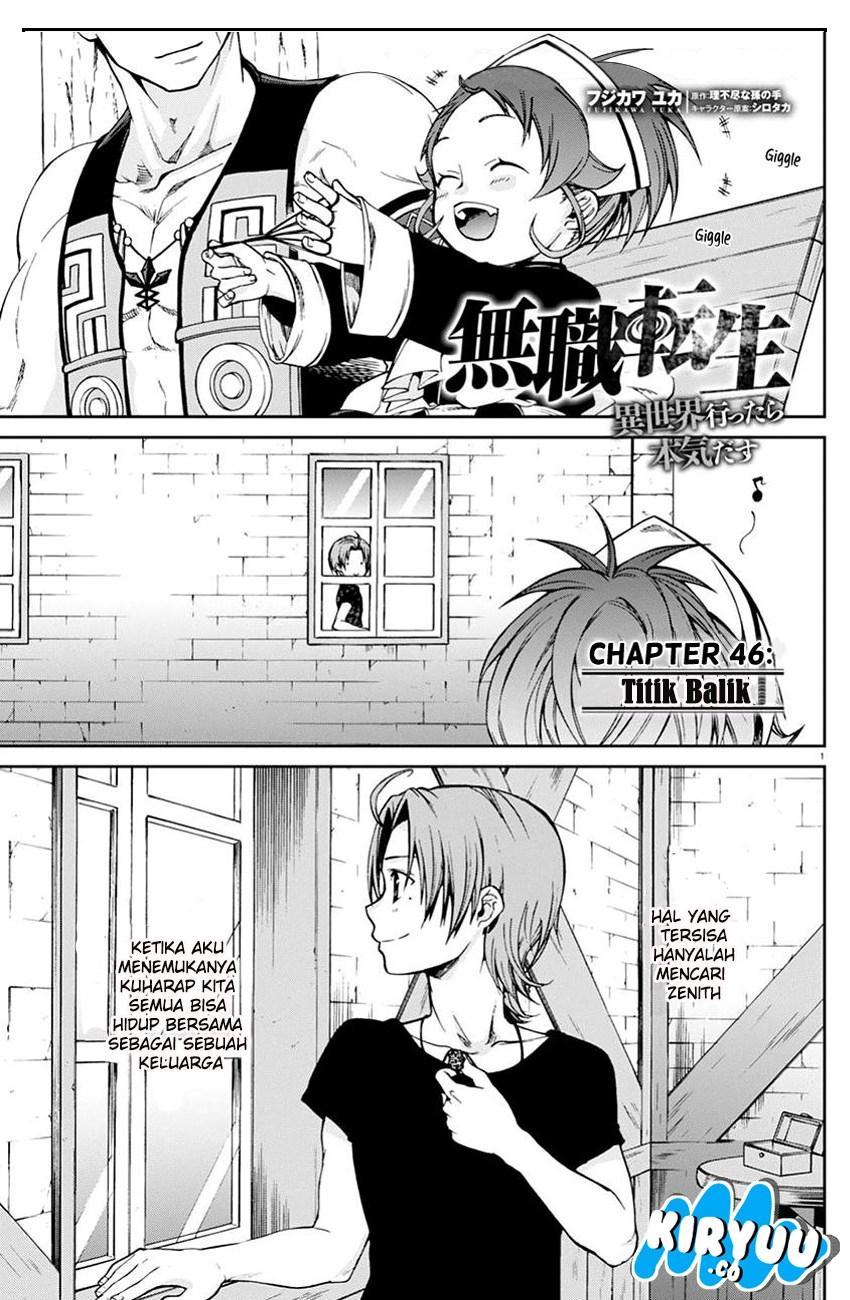 フジカワ ユカ
FUJIKAWA YUKA
原作:理不尽な孫の手
キャラクター原案:シロタカ
Giggle
Giggle
無職転生
異世界行ったら
本気だす
CHAPTER 46:
Titik Balik
1
HAL YANG
TERSISA
HANYALAH
MENCARI
ZENITH
KETIKA AKU
MENEMUKANYA
KUHARAP KITA
SEMUA BISA
HIDUP BERSAMA
SEBAGAI SEBUAH
KELUARGA
KIRYUU
.CO